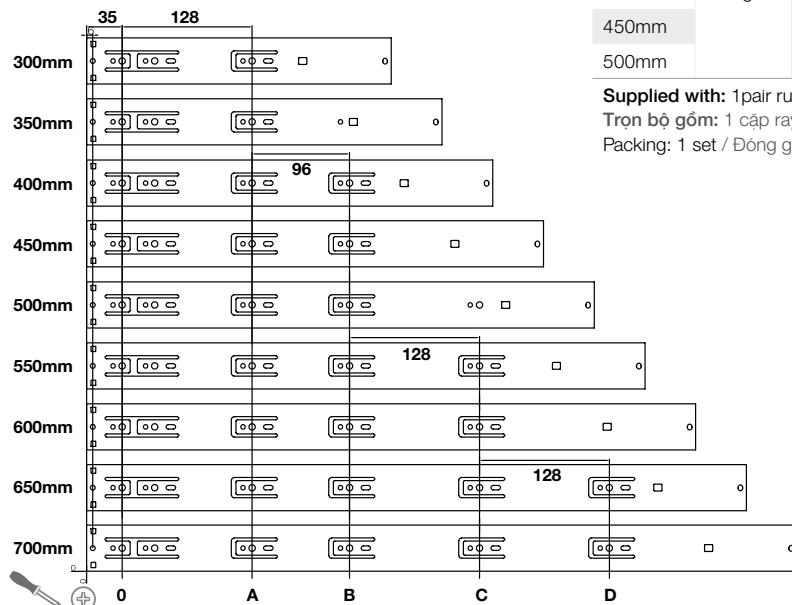 35 128
300mm
350mm
96
400mm
450mm
500mm
128
550mm
600mm
128
650mm
700mm
0 A B C D
450mm
500mm
Supplied with: 1pair ru
Trọn bộ gồm: 1 cặp ray
Packing: 1 set / Đóng g